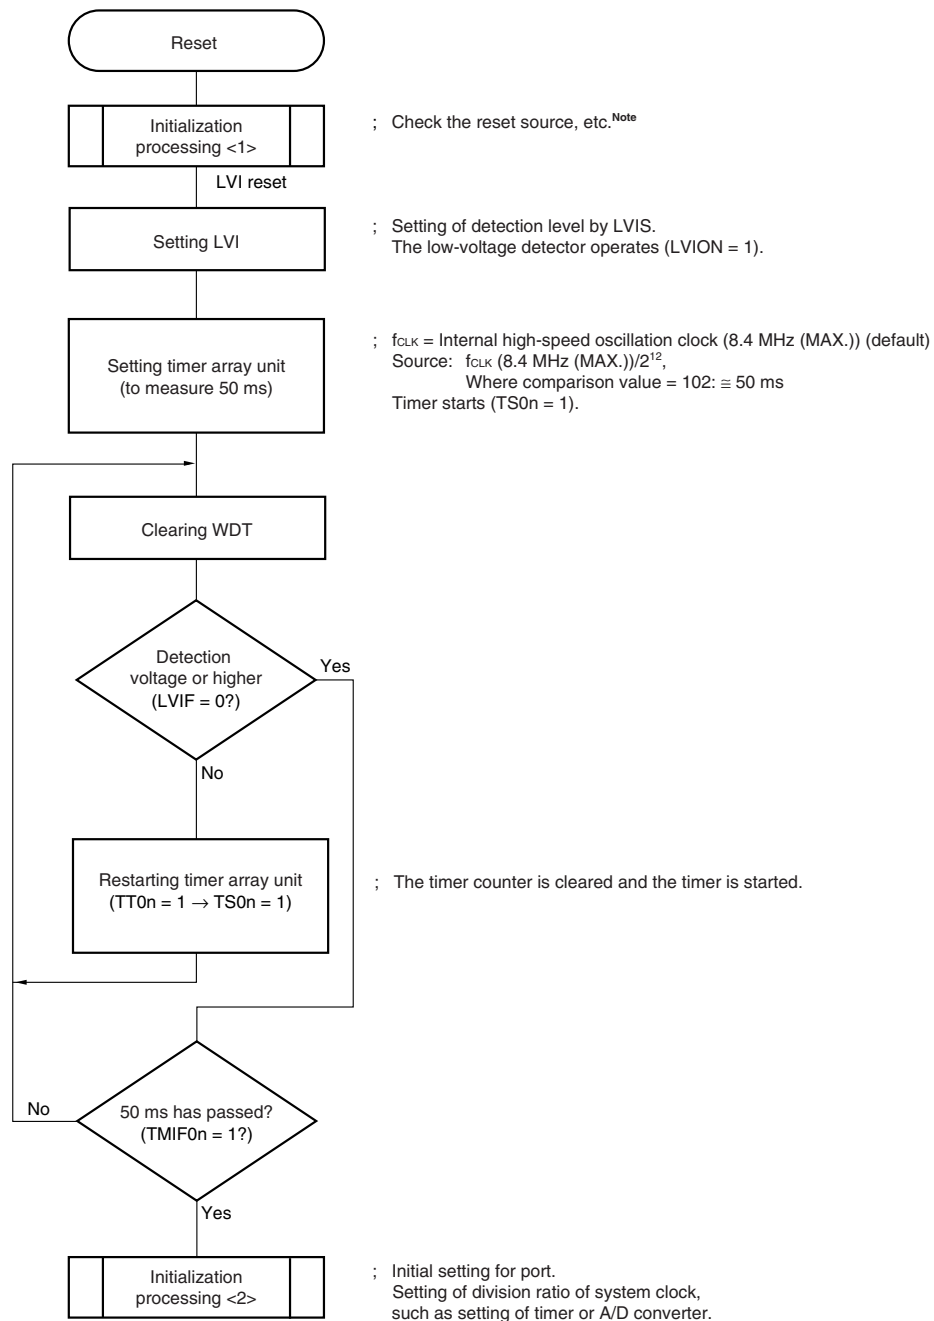 Reset
Initialization
processing <1>
; Check the reset source, etc.Note
LVI reset
Setting LVI
; Setting of detection level by LVIS.
The low-voltage detector operates (LVION = 1).
Setting timer array unit
(to measure 50 ms)
; fCLK = Internal high-speed oscillation clock (8.4 MHz (MAX.)) (default)
Source: fCLK (8.4 MHz (MAX.))/2¹²,
Where comparison value = 102: ≅ 50 ms
Timer starts (TS0n = 1).
Clearing WDT
Detection
voltage or higher
(LVIF = 0?)
Yes
No
Restarting timer array unit
(TT0n = 1 → TS0n = 1)
; The timer counter is cleared and the timer is started.
50 ms has passed?
(TMIF0n = 1?)
No
Yes
Initialization
processing <2>
; Initial setting for port.
Setting of division ratio of system clock,
such as setting of timer or A/D converter.